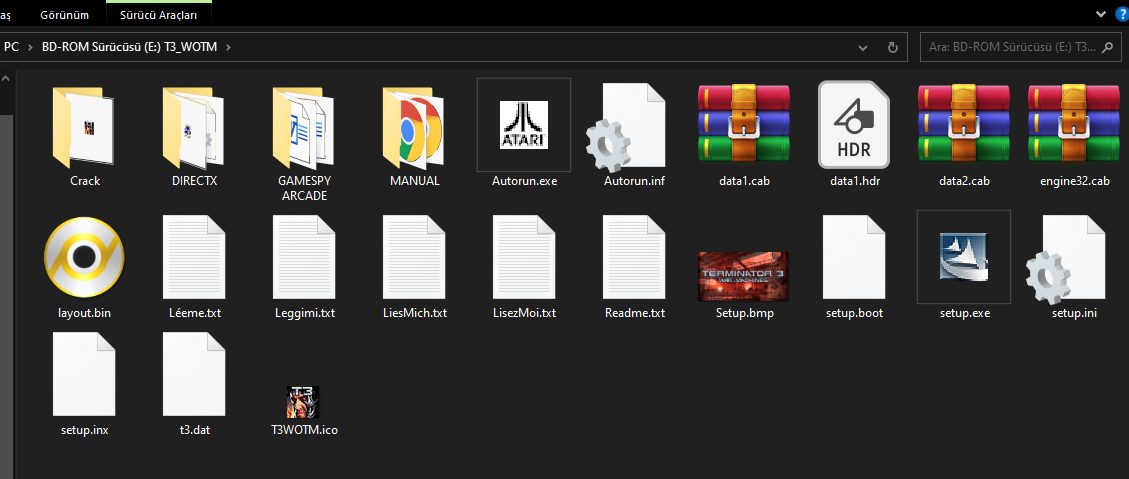 aş Görünüm Sürücü Araçları
PC > BD-ROM Sürücüsü (E:) T3_WOTM > Ara: BD-ROM Sürücüsü (E:) T3...
ATARI
HDR
Crack DIRECTX GAMESPY MANUAL Autorun.exe Autorun.inf data1.cab data1.hdr data2.cab engine32.cab
ARCADE
TERMINATOR 3
WAR MACHINES
layout.bin Léeme.txt Leggimi.txt LiesMich.txt LisezMoi.txt Readme.txt Setup.bmp setup.boot setup.exe setup.ini
T3
setup.inx t3.dat T3WOTM.ico